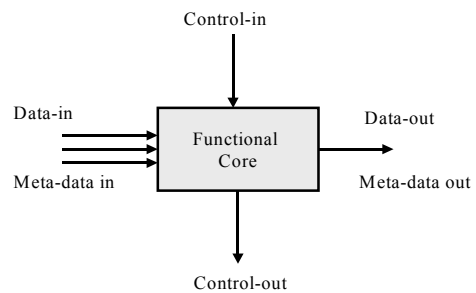 Control-in
Data-in
Data-out
Functional
Core
Meta-data in
Meta-data out
Control-out